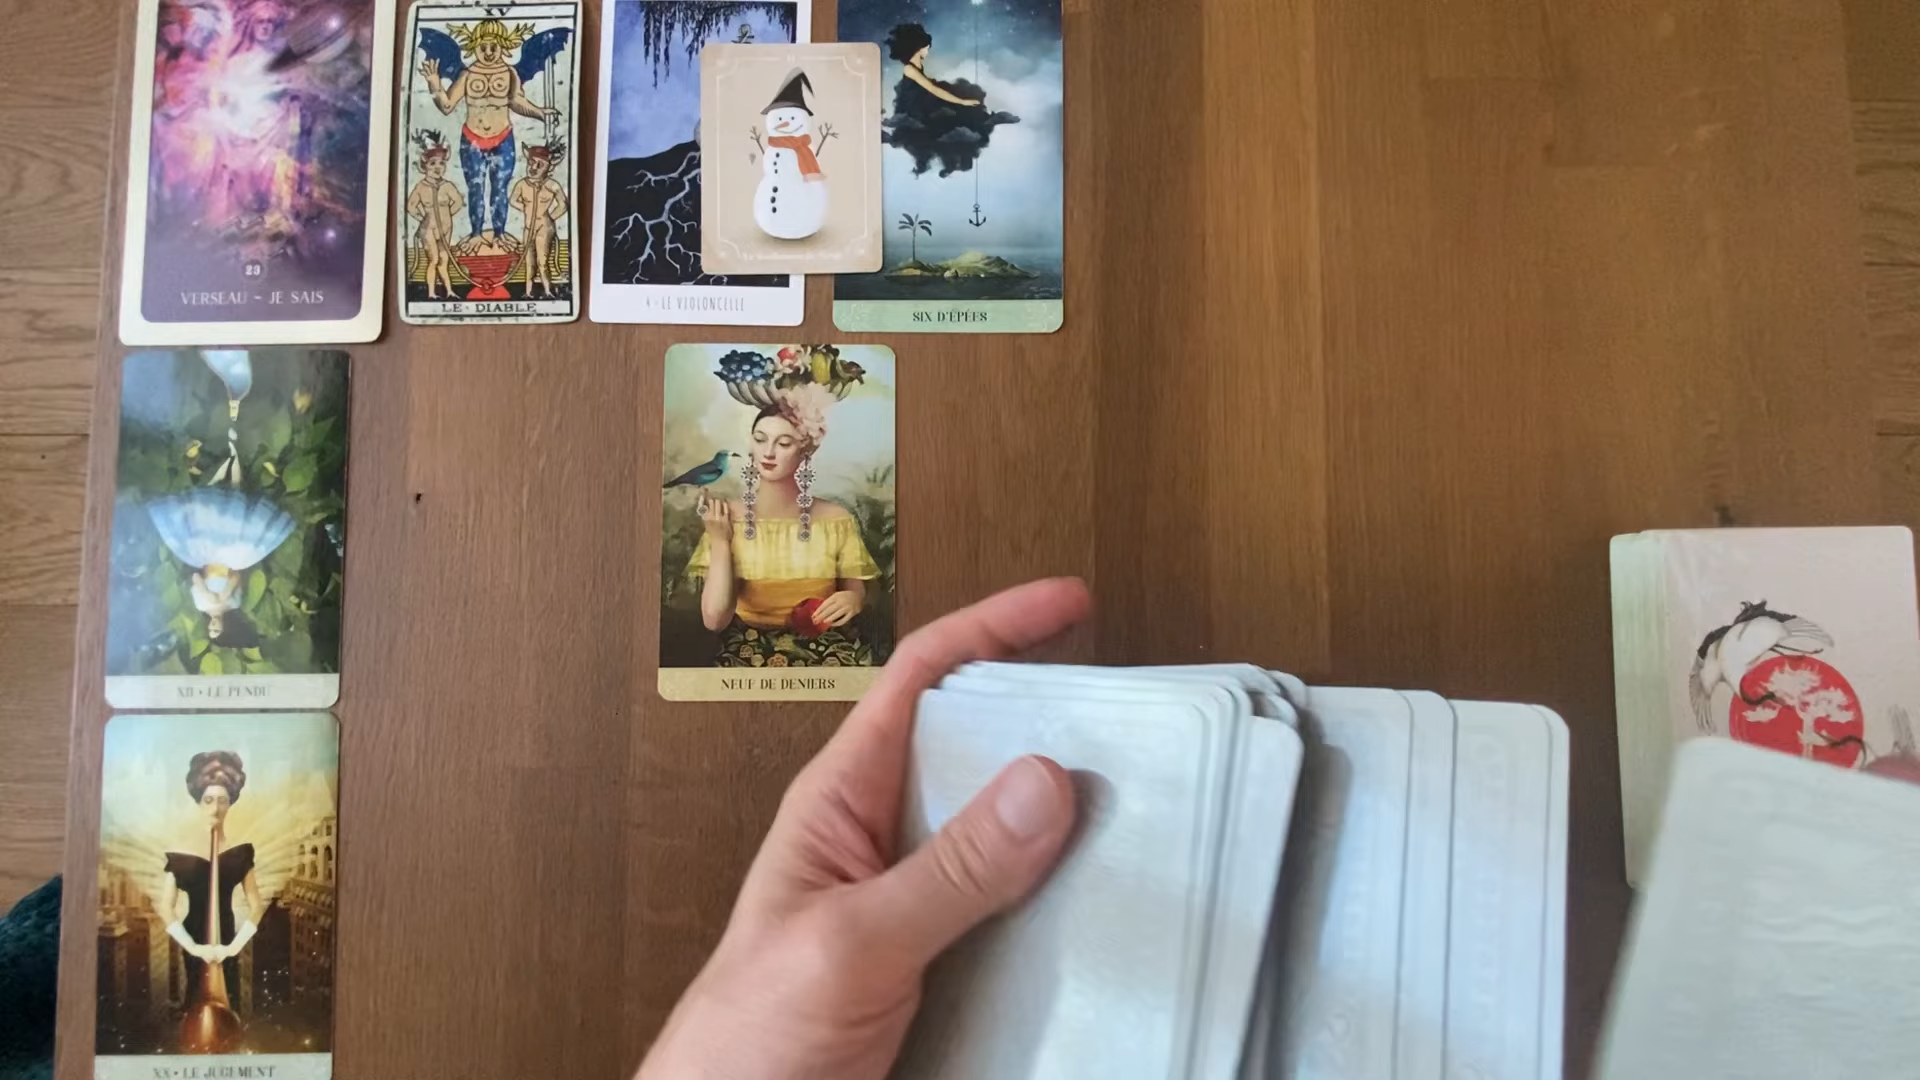 23
VERSEAU ~ JE SAIS
XV
LE·DIABLE
4 - LE VIOLONCELLE
SIX D'ÉPÉES
XII • LE PENDU
NEUF DE DENIERS
XX • LE JUGEMENT